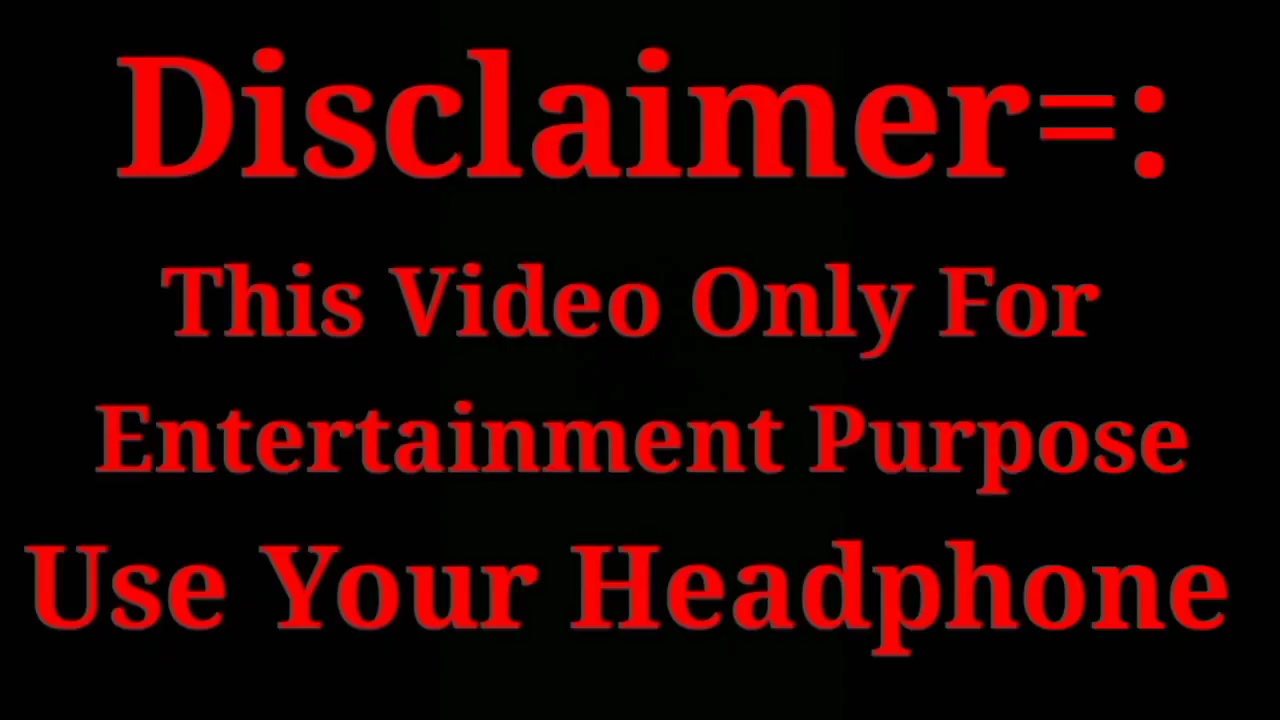 Disclaimer=:
This Video Only For
Entertainment Purpose
Use Your Headphone